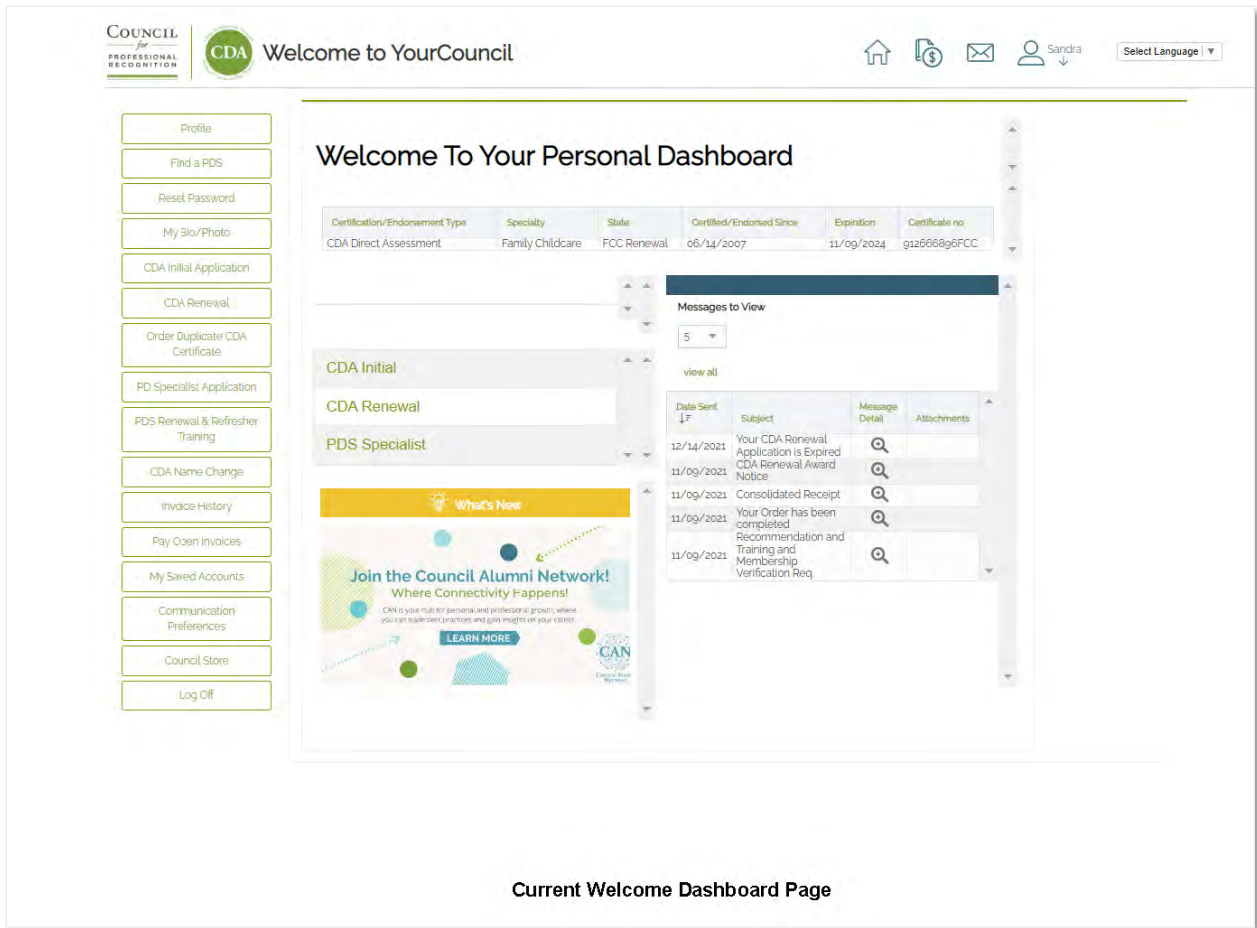 COUNCIL
for
PROFESSIONAL
RECOGNITION
CDA
Welcome to YourCouncil
Sandra
Select Language
Profile
Find a PDS
Reset Password
My Bio/Photo
CDA Initial Application
CDA Renewal
Order Duplicate CDA
Certificate
PD Specialist Application
PDS Renewal & Refresher
Training
CDA Name Change
Invoice History
Pay Open Invoices
My Saved Accounts
Communication
Preferences
Council Store
Log Off
Welcome To Your Personal Dashboard
Certification/Endorsement Type Specialty State Certified/Endorsed Since Expiration Certificate no
CDA Direct Assessment Family Childcare FCC Renewal 06/14/2007 11/09/2024 912666896FCC
CDA Initial
CDA Renewal
PDS Specialist
What's New
Join the Council Alumni Network!
Where Connectivity Happens!
CAN is your hub for personal and professional growth, where
you can trade best practices and gain insights on your career.
LEARN MORE
CAN
Messages to View
5
view all
Date Sent Subject Message Detail Attachments
12/14/2021 Your CDA Renewal
Application is Expired
11/09/2021 CDA Renewal Award
Notice
11/09/2021 Consolidated Receipt
11/09/2021 Your Order has been
completed
11/09/2021 Recommendation and
Training and
Membership
Verification Req.
Current Welcome Dashboard Page